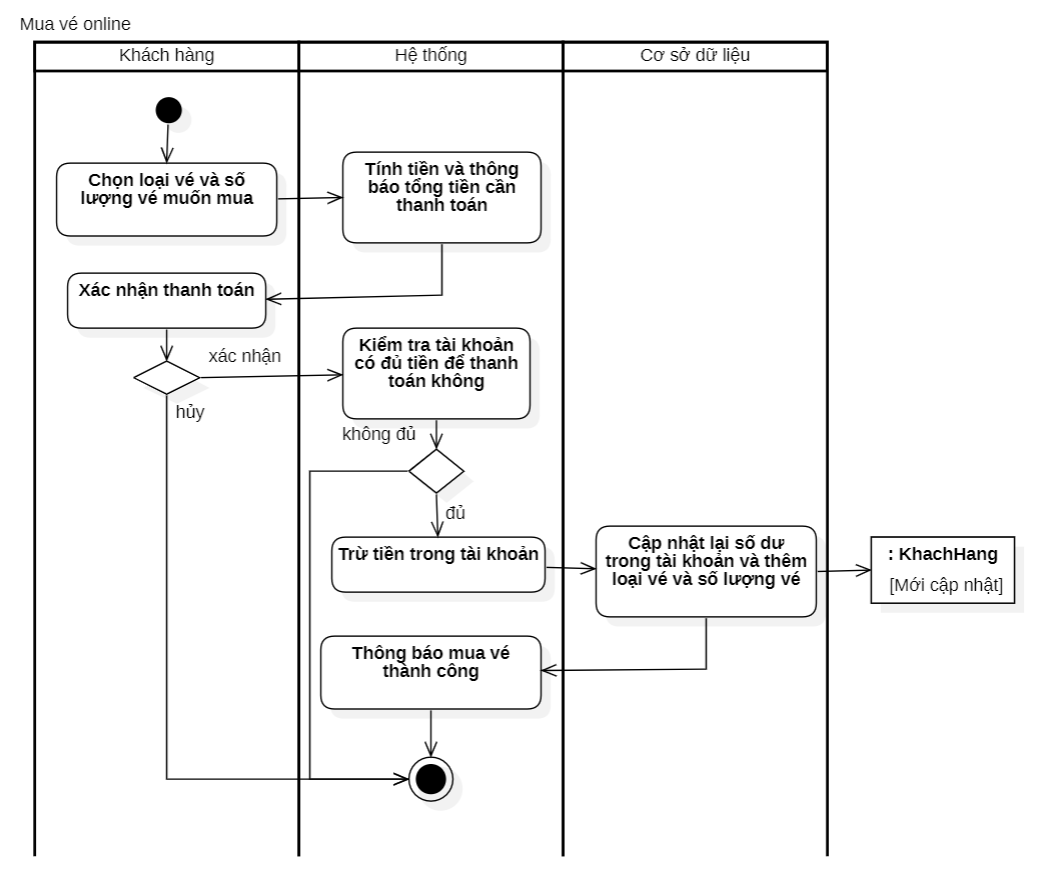 Mua vé online
Khách hàng
Hệ thống
Cơ sở dữ liệu
Chọn loại vé và số
lượng vé muốn mua
Tính tiền và thông
báo tổng tiền cần
thanh toán
Xác nhận thanh toán
xác nhận
hủy
Kiểm tra tài khoản
có đủ tiền để thanh
toán không
không đủ
đủ
Trừ tiền trong tài khoản
Cập nhật lại số dư
trong tài khoản và thêm
loại vé và số lượng vé
: KhachHang
[Mới cập nhật]
Thông báo mua vé
thành công